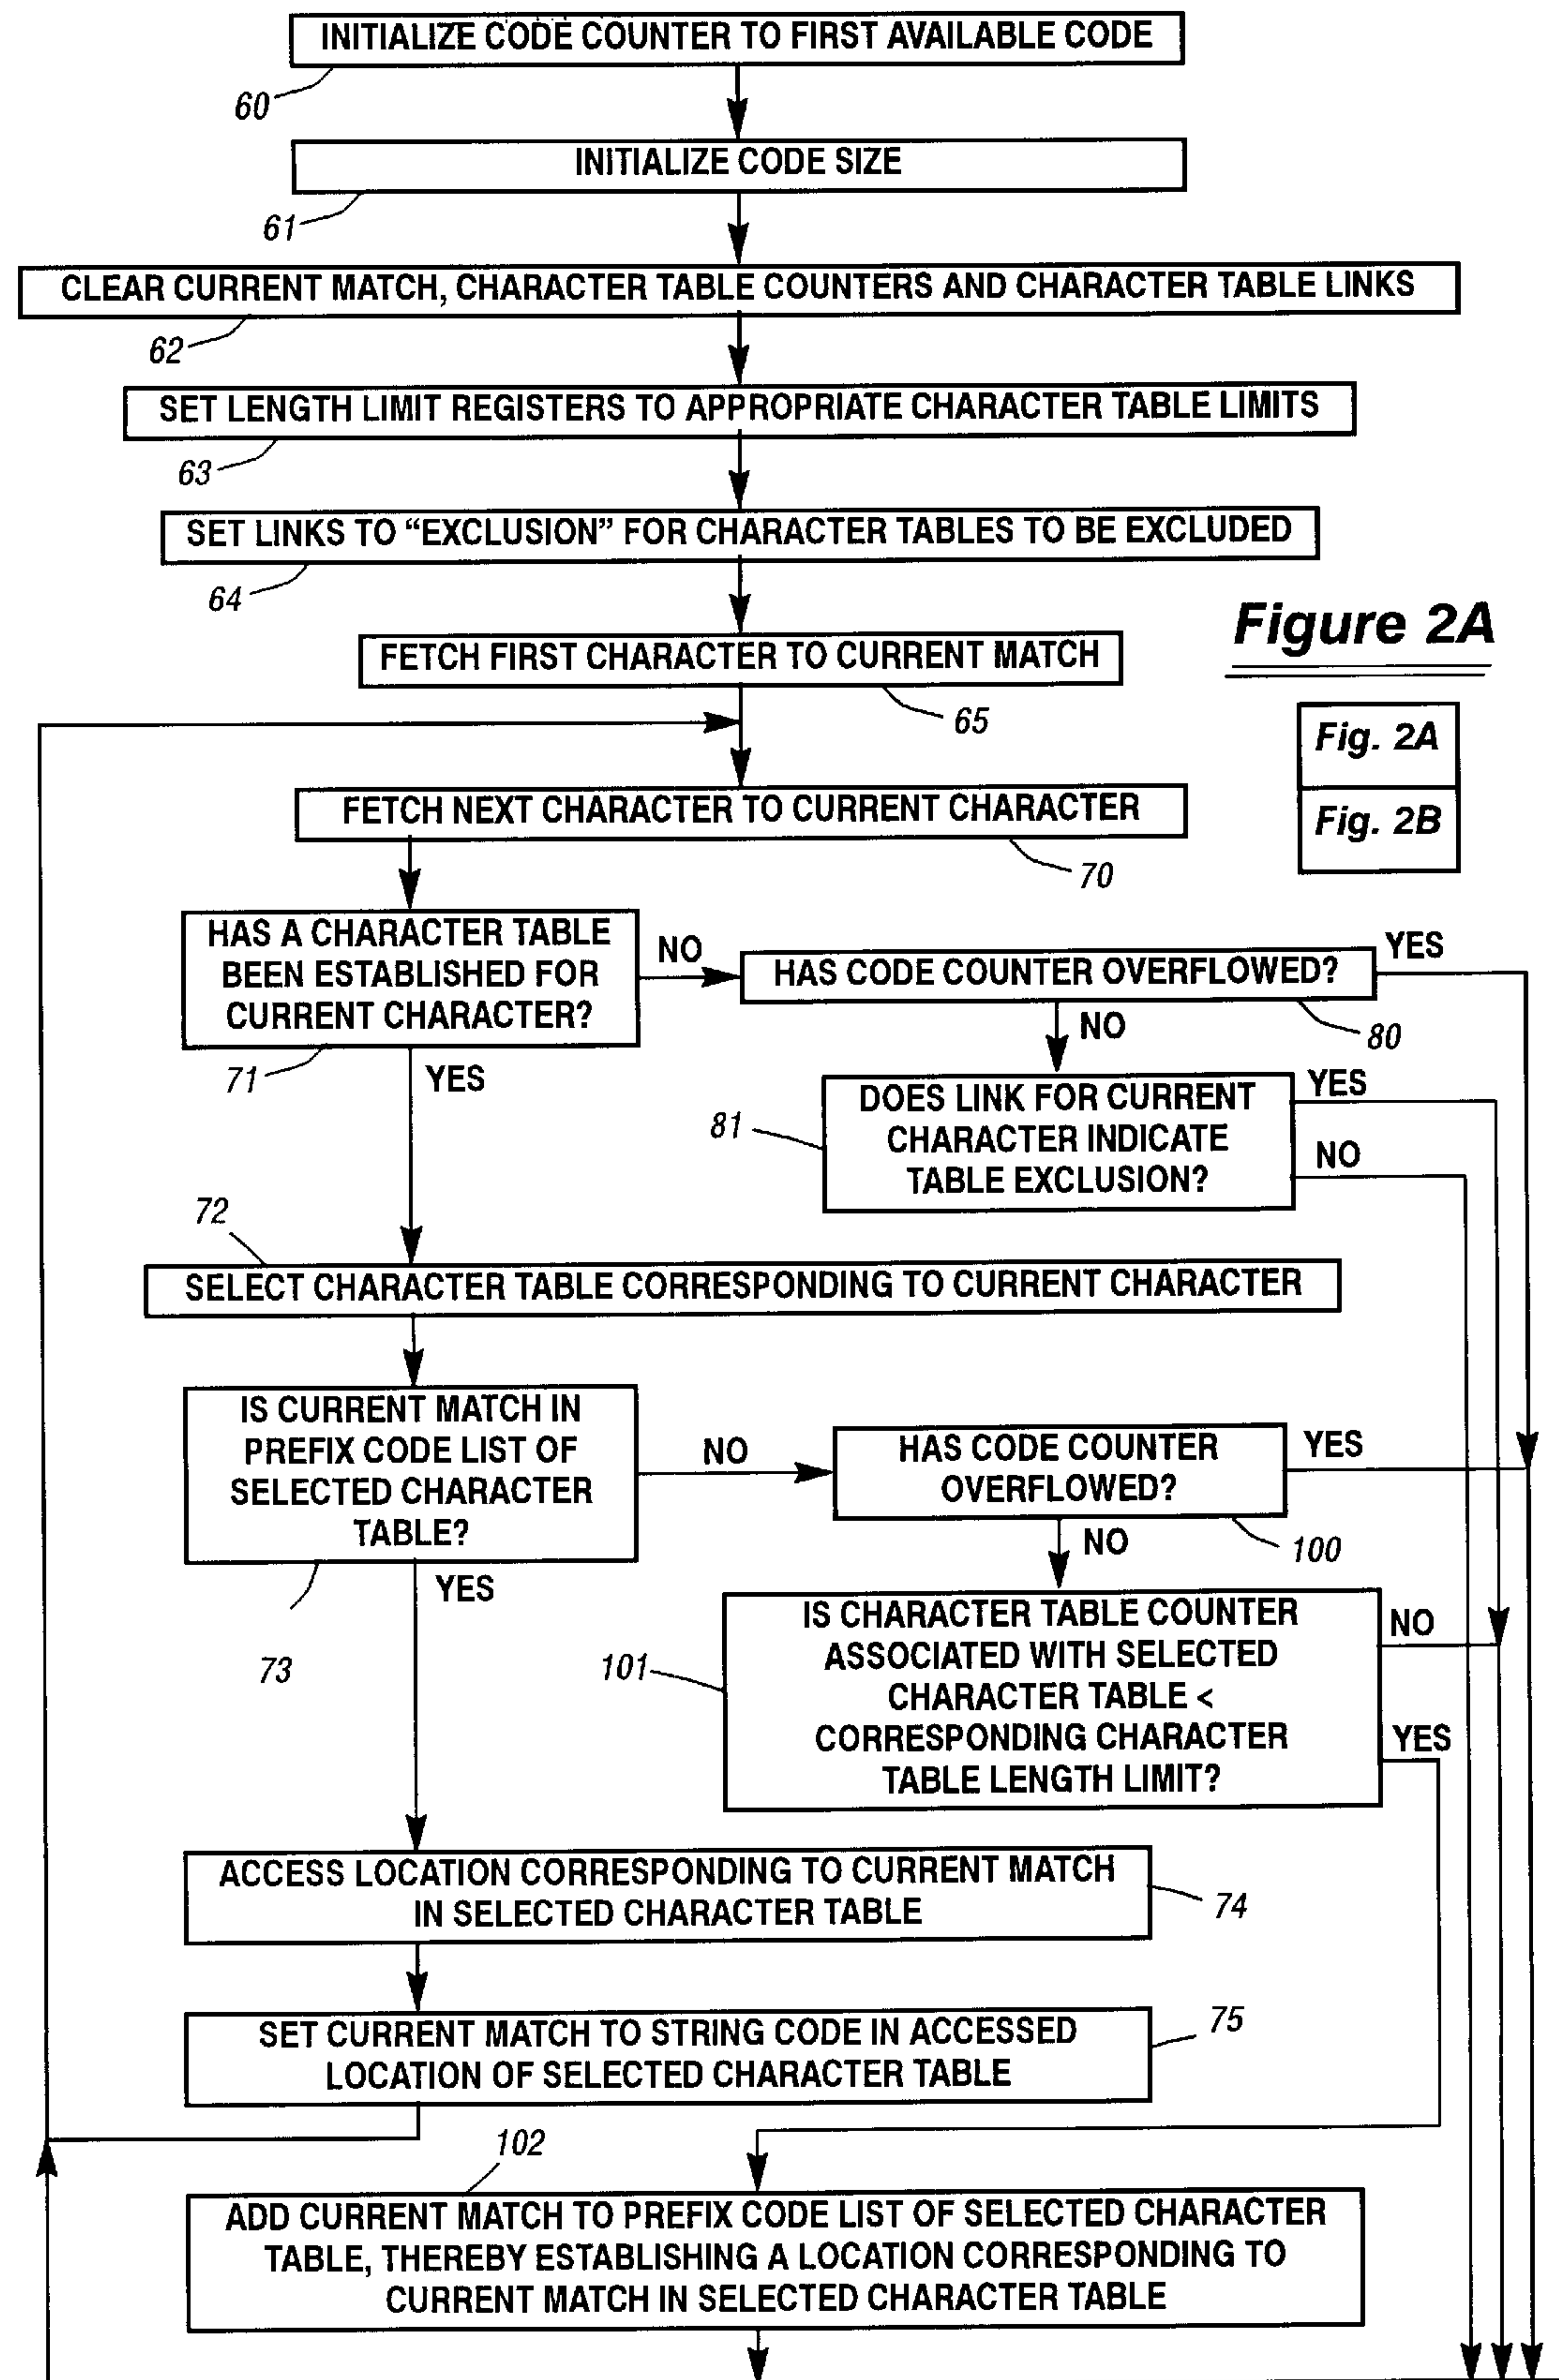 INITIALIZE CODE COUNTER TO FIRST AVAILABLE CODE
60
INITIALIZE CODE SIZE
61
CLEAR CURRENT MATCH, CHARACTER TABLE COUNTERS AND CHARACTER TABLE LINKS
62
SET LENGTH LIMIT REGISTERS TO APPROPRIATE CHARACTER TABLE LIMITS
63
SET LINKS TO “EXCLUSION” FOR CHARACTER TABLES TO BE EXCLUDED
64
Figure 2A
FETCH FIRST CHARACTER TO CURRENT MATCH
65
Fig. 2A
Fig. 2B
FETCH NEXT CHARACTER TO CURRENT CHARACTER
70
HAS A CHARACTER TABLE
BEEN ESTABLISHED FOR
CURRENT CHARACTER?
71
NO
YES
HAS CODE COUNTER OVERFLOWED?
80
YES
NO
DOES LINK FOR CURRENT
CHARACTER INDICATE
TABLE EXCLUSION?
81
YES
NO
72
SELECT CHARACTER TABLE CORRESPONDING TO CURRENT CHARACTER
IS CURRENT MATCH IN
PREFIX CODE LIST OF
SELECTED CHARACTER
TABLE?
73
NO
YES
HAS CODE COUNTER
OVERFLOWED?
100
YES
NO
IS CHARACTER TABLE COUNTER
ASSOCIATED WITH SELECTED
CHARACTER TABLE <
CORRESPONDING CHARACTER
TABLE LENGTH LIMIT?
101
NO
YES
ACCESS LOCATION CORRESPONDING TO CURRENT MATCH
IN SELECTED CHARACTER TABLE
74
SET CURRENT MATCH TO STRING CODE IN ACCESSED
LOCATION OF SELECTED CHARACTER TABLE
75
102
ADD CURRENT MATCH TO PREFIX CODE LIST OF SELECTED CHARACTER
TABLE, THEREBY ESTABLISHING A LOCATION CORRESPONDING TO
CURRENT MATCH IN SELECTED CHARACTER TABLE